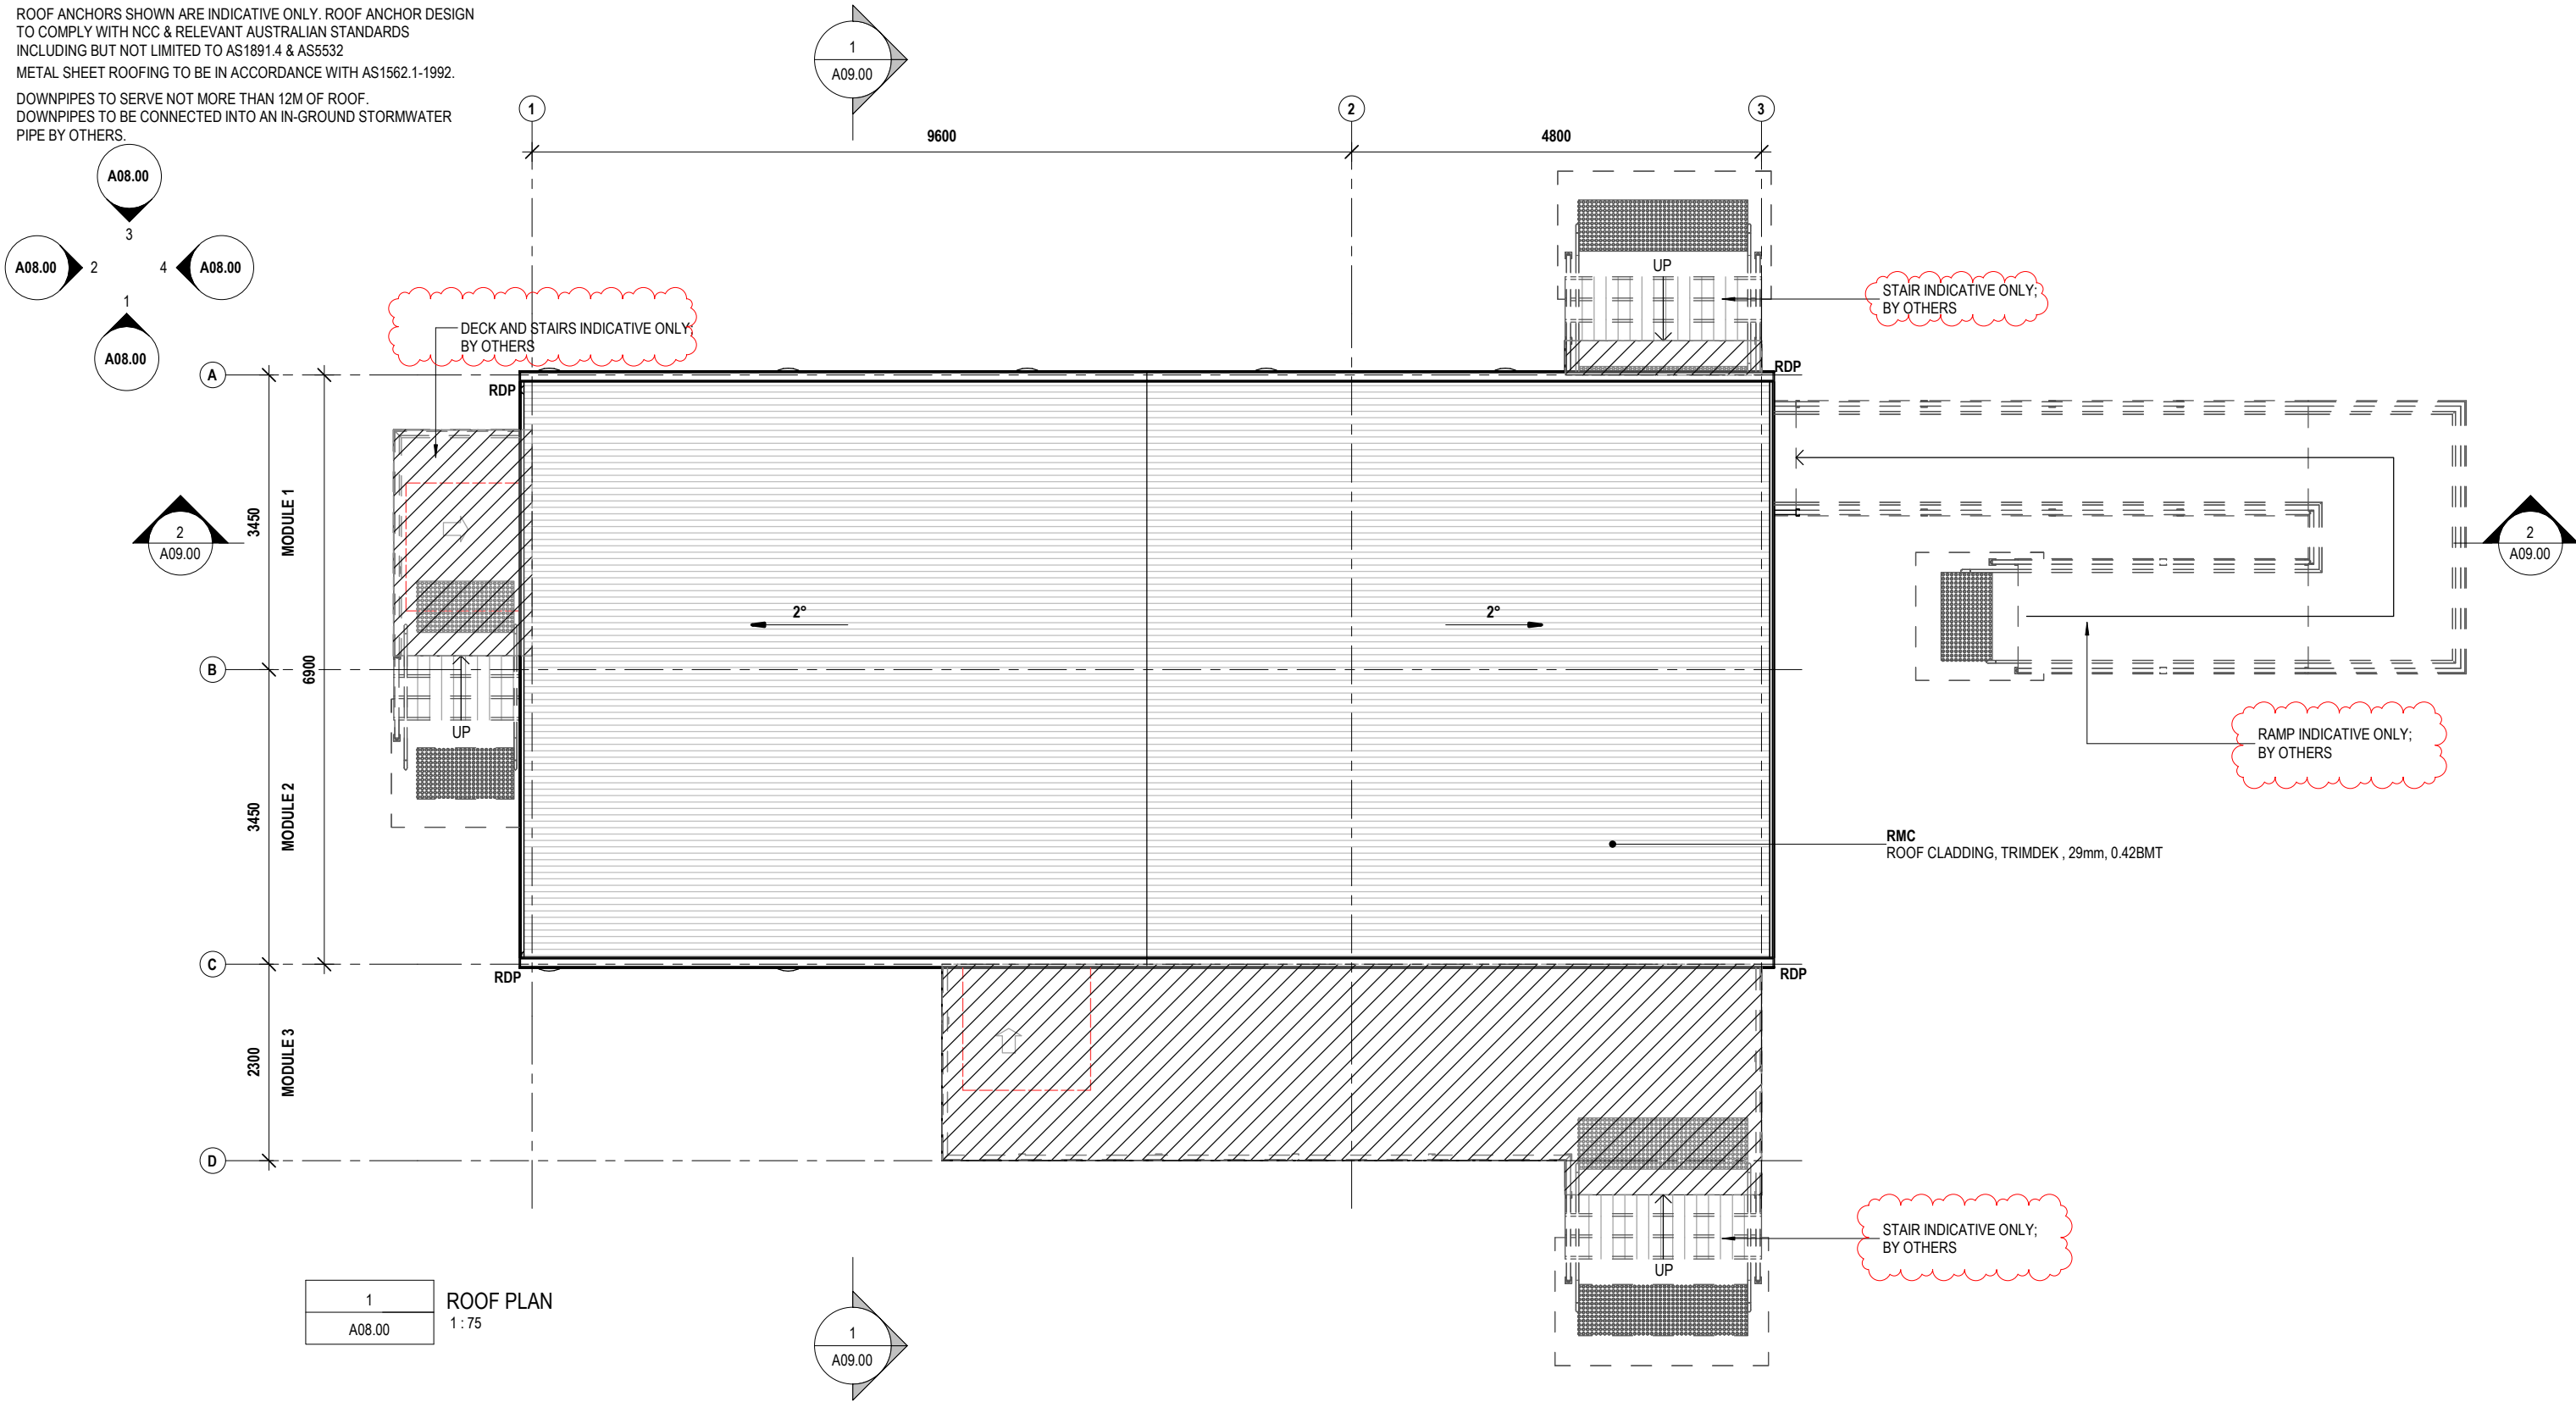 ROOF ANCHORS SHOWN ARE INDICATIVE ONLY. ROOF ANCHOR DESIGN
TO COMPLY WITH NCC & RELEVANT AUSTRALIAN STANDARDS
INCLUDING BUT NOT LIMITED TO AS1891.4 & AS5532
METAL SHEET ROOFING TO BE IN ACCORDANCE WITH AS1562.1-1992.
DOWNPIPES TO SERVE NOT MORE THAN 12M OF ROOF.
DOWNPIPES TO BE CONNECTED INTO AN IN-GROUND STORMWATER
PIPE BY OTHERS.
1
A09.00
1
2
3
9600
4800
A08.00
3
A08.00
2
4
A08.00
1
A08.00
UP
STAIR INDICATIVE ONLY;
BY OTHERS
DECK AND STAIRS INDICATIVE ONLY;
BY OTHERS
A
RDP
RDP
3450
MODULE 1
2
A09.00
2
A09.00
2°
2°
B
6900
UP
RAMP INDICATIVE ONLY;
BY OTHERS
3450
MODULE 2
RMC
ROOF CLADDING, TRIMDEK , 29mm, 0.42BMT
C
RDP
RDP
2300
MODULE 3
D
STAIR INDICATIVE ONLY;
BY OTHERS
UP
1
A08.00
ROOF PLAN
1 : 75
1
A09.00